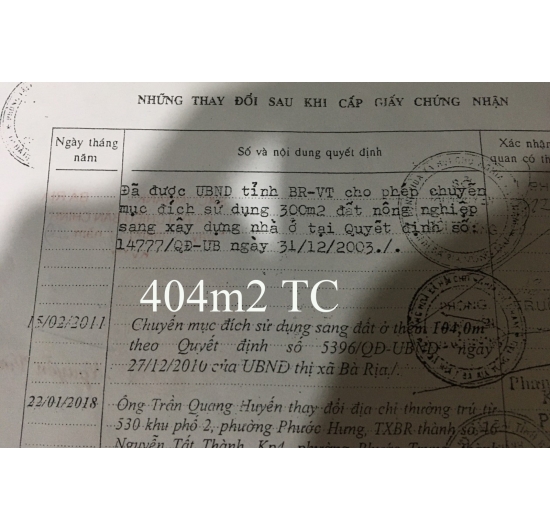 NHỮNG THAY ĐỔI SAU KHI CẤP GIẤY CHỨNG NHẬN
Ngày tháng năm
Số và nội dung quyết định
Xác nhận
quan có th
Đã được UBND tỉnh BR-VT cho phép chuyển
mục đích sử dụng 300m2 đất nông nghiệp
sang xây dựng nhà ở tại Quyết định số:
14777/QĐ-UB ngày 31/12/2003./.
404m2 TC
15/02/2011
Chuyển mục đích sử dụng sang đất ở thêm 104,0m
theo Quyết định số 5396/QĐ-UBND ngày
27/12/2010 của UBND thị xã Bà Rịa/.
PHÒNG
22/01/2018
Ông Trần Quang Huyến thay đổi địa chỉ thường trú từ
530 khu phố 2, phường Phước Hưng, TXBR thành số 16
Nguyễn Tất Thành, Kp4, phường Phước